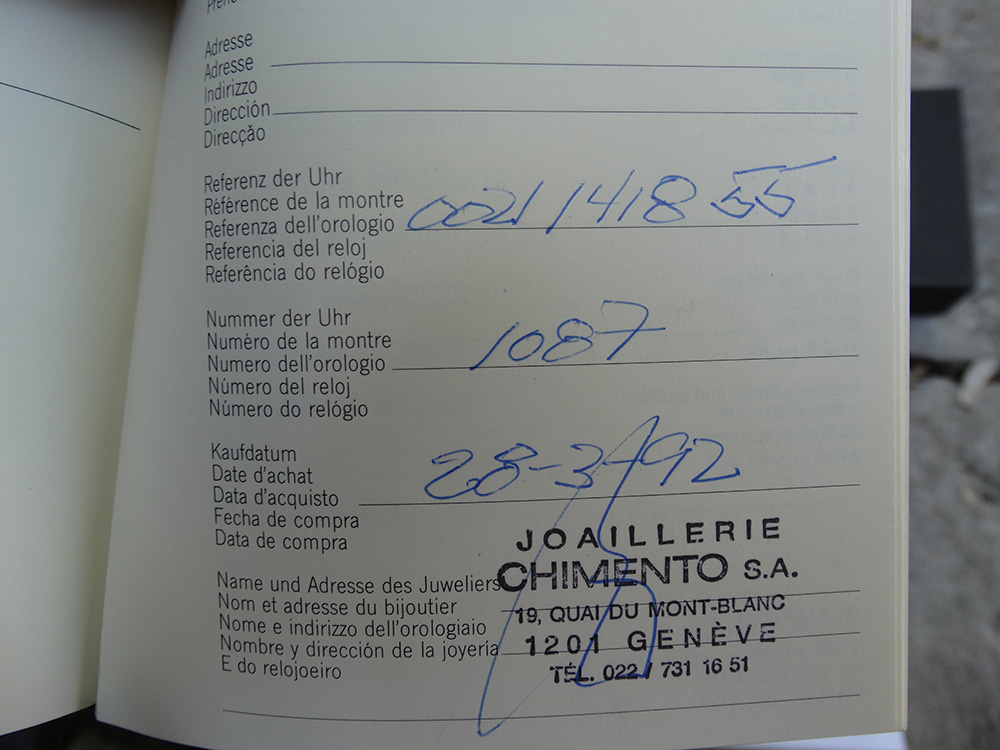 Adresse
Adresse
Indirizzo
Dirección
Direcção
Referenz der Uhr
Référence de la montre
Referenza dell'orologio
Referencia del reloj
Referência do relógio
002/1418 55
Nummer der Uhr
Numéro de la montre
Numero dell'orologio
Número del reloj
Número do relógio
1087
Kaufdatum
Date d'achat
Data d'acquisto
Fecha de compra
Data de compra
28-3-92
Name und Adresse des Juweliers
Nom et adresse du bijoutier
Nome e indirizzo dell'orologiaio
Nombre y dirección de la joyería
E do relojoeiro
JOAILLERIE
CHIMENTO S.A.
19, QUAI DU MONT-BLANC
1201 GENÈVE
TÉL. 022 / 731 16 51